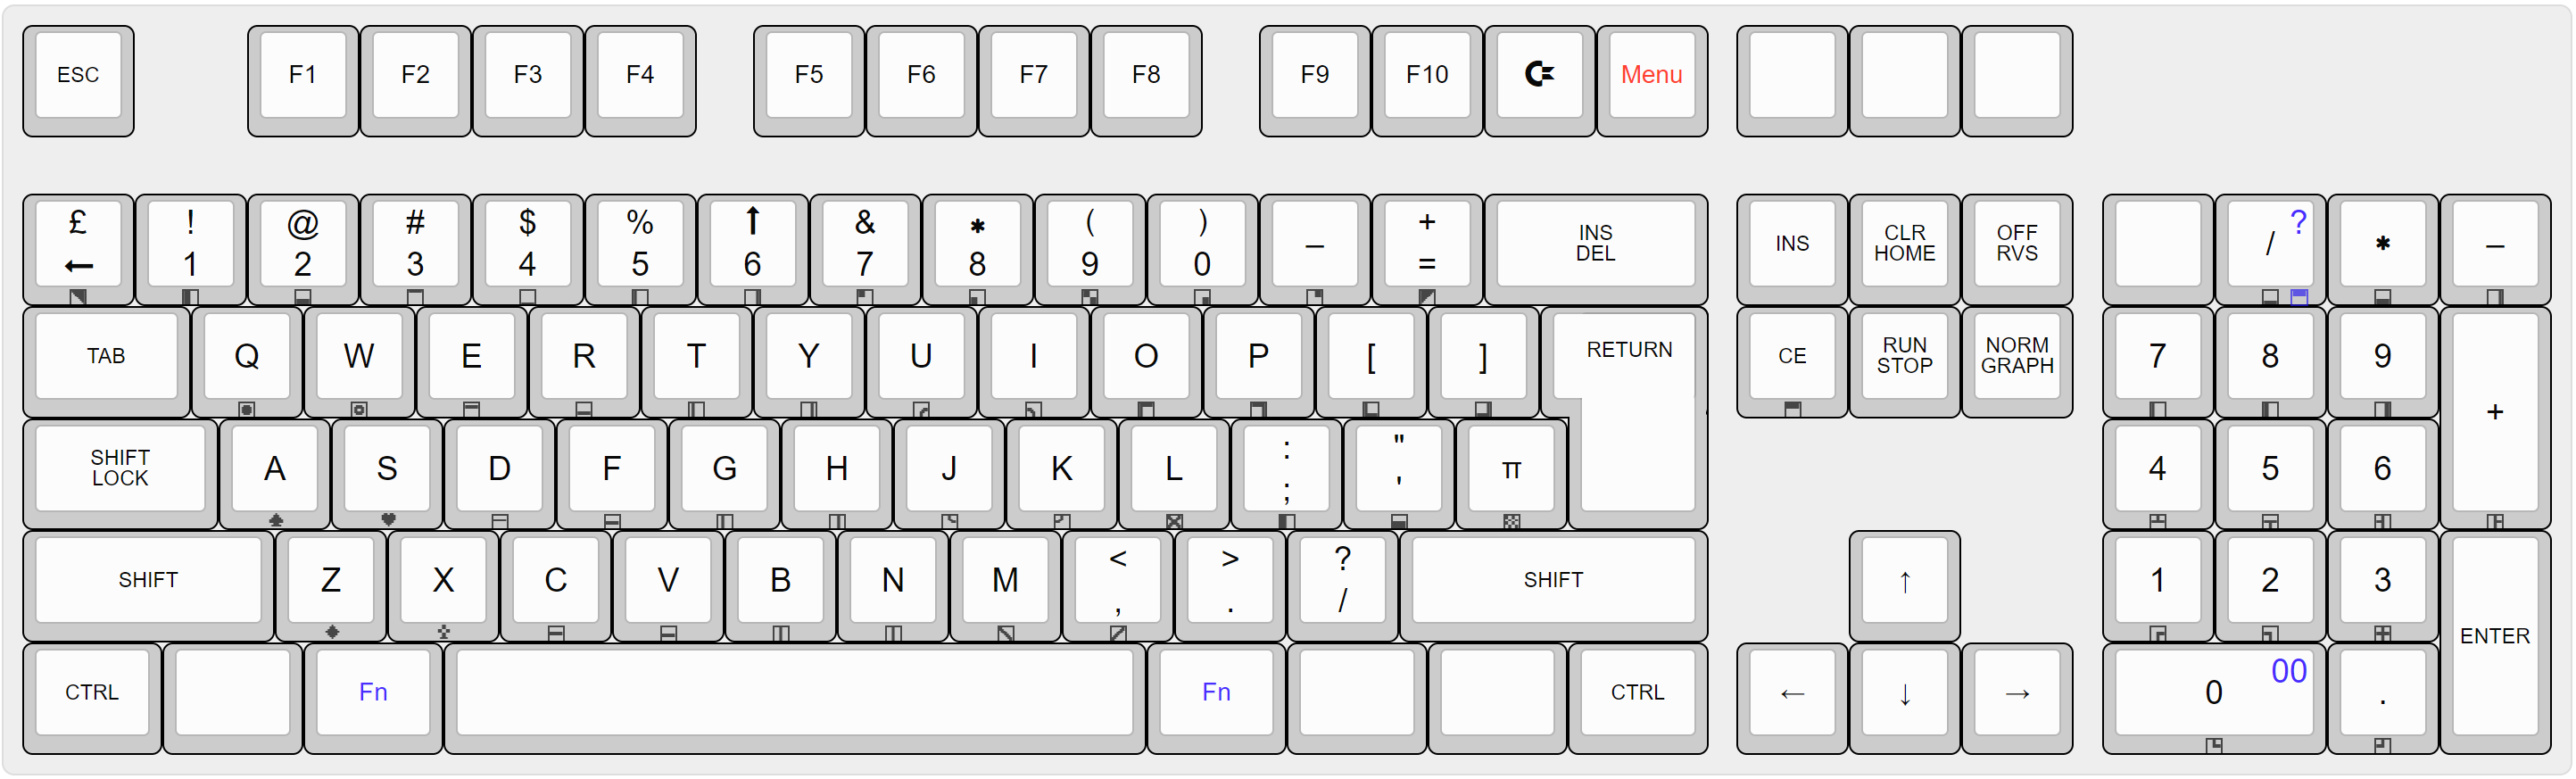 ESC F1 F2 F3 F4 F5 F6 F7 F8 F9 F10 Menu
£ ! @ # $ % ↑ & * ( ) + INS CLR OFF ?
← 1 2 3 4 5 6 7 8 9 0 – = DEL INS HOME RVS / * –
TAB Q W E R T Y U I O P [ ] RETURN CE RUN NORM 7 8 9 +
STOP GRAPH
SHIFT A S D F G H J K L : " π 4 5 6
LOCK ; '
SHIFT Z X C V B N M < > ? SHIFT ↑ 1 2 3 ENTER
, . /
CTRL Fn Fn CTRL ← ↓ → 0 00 .